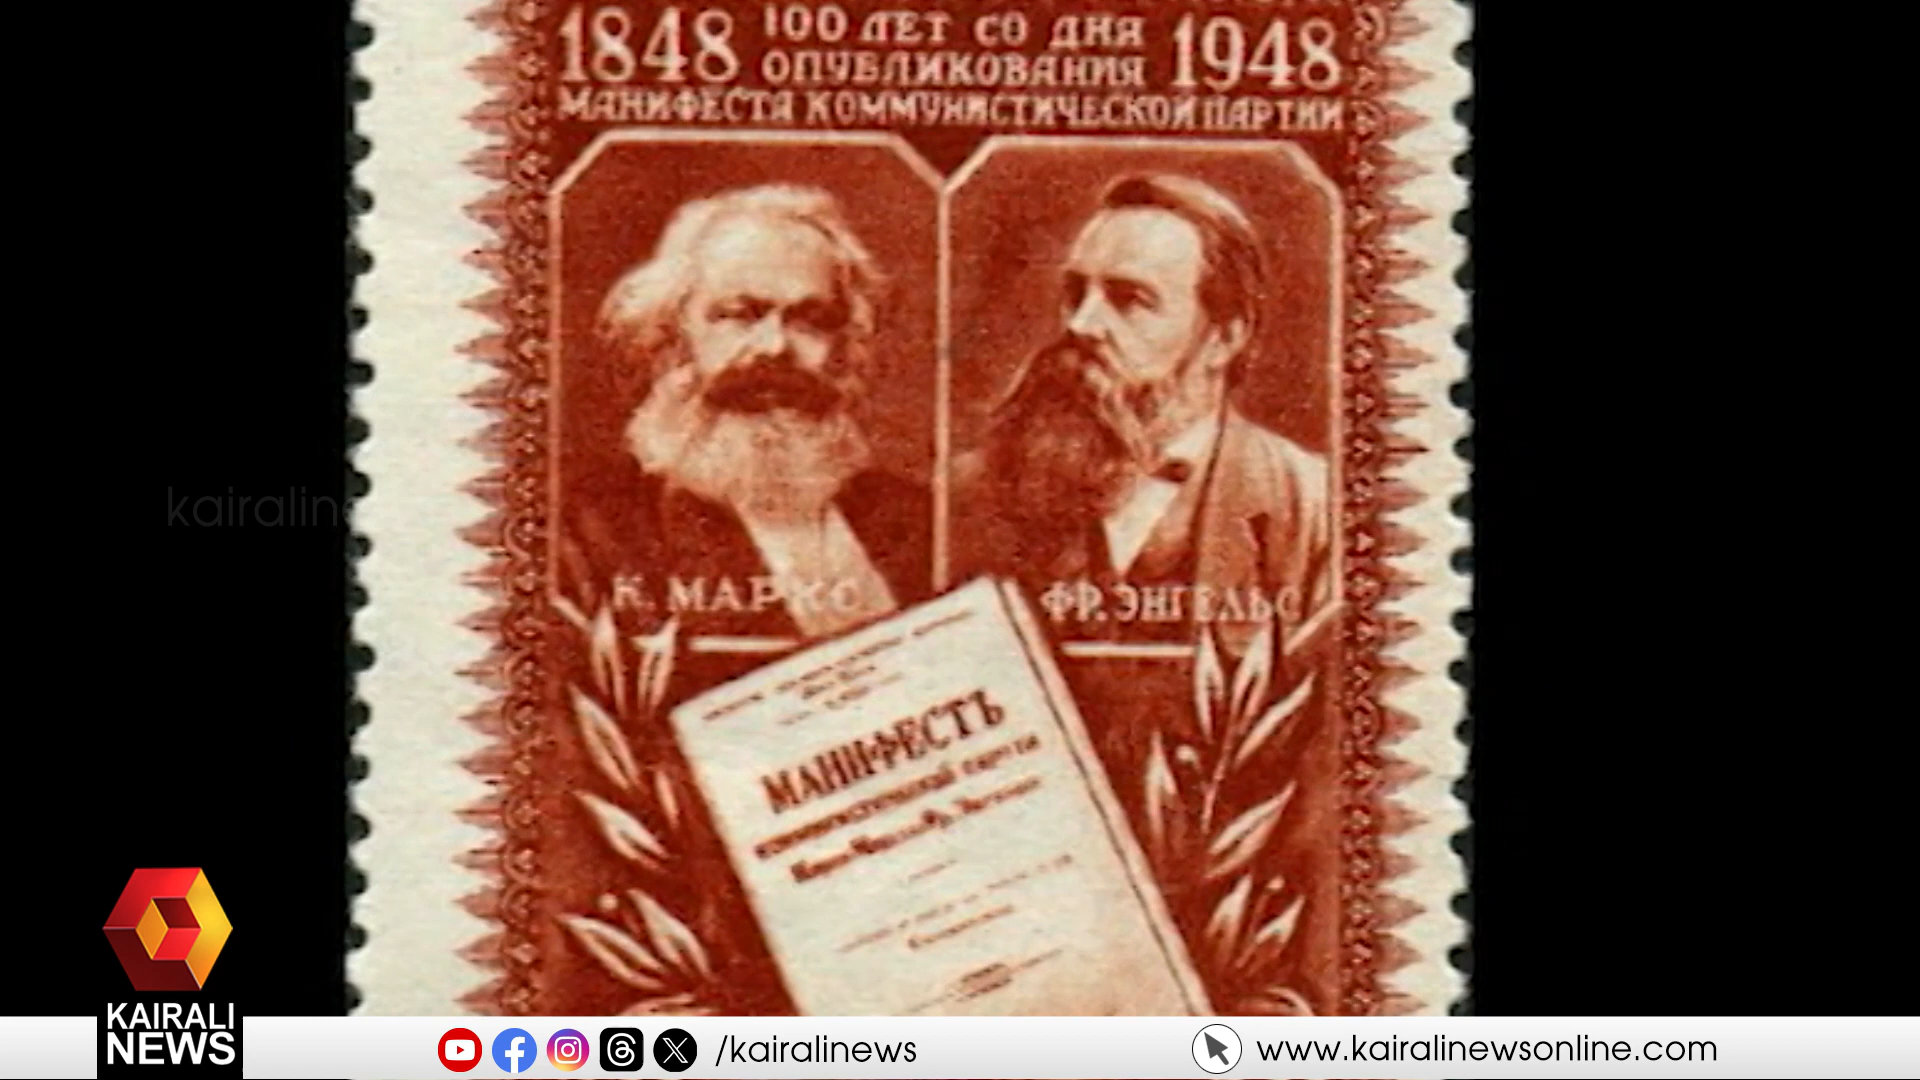 1848 100 ЛЕТ СО ДНЯ 1948
ОПУБЛИКОВАНИЯ
МАНИФЕСТА КОММУНИСТИЧЕСКОЙ ПАРТИИ
К. МАРКС
ФР. ЭНГЕЛЬС
МАНИФЕСТЪ
kairaline
KAIRALI
NEWS
/kairalinews
www.kairalinewsonline.com